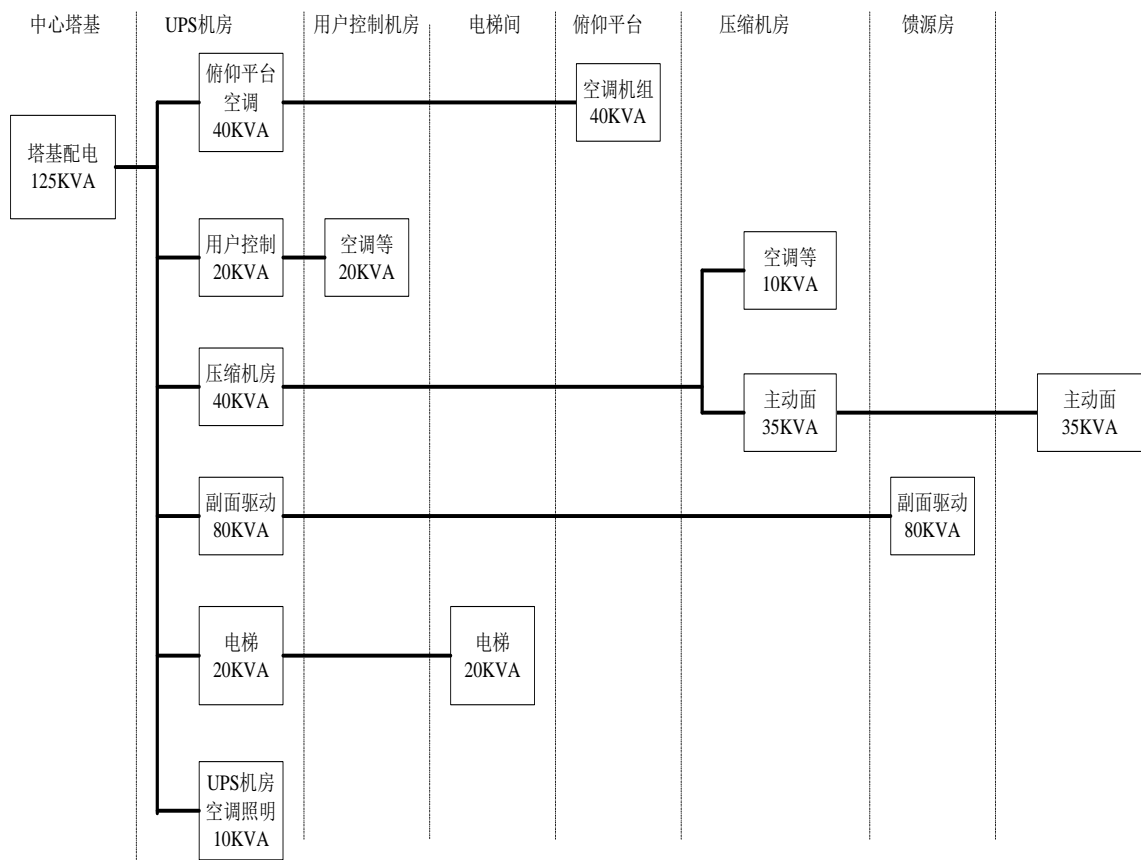 中心塔基
UPS机房
用户控制机房
电梯间
俯仰平台
压缩机房
馈源房
俯仰平台
空调
40KVA
空调机组
40KVA
塔基配电
125KVA
用户控制
20KVA
空调等
20KVA
空调等
10KVA
压缩机房
40KVA
主动面
35KVA
主动面
35KVA
副面驱动
80KVA
副面驱动
80KVA
电梯
20KVA
电梯
20KVA
UPS机房
空调照明
10KVA